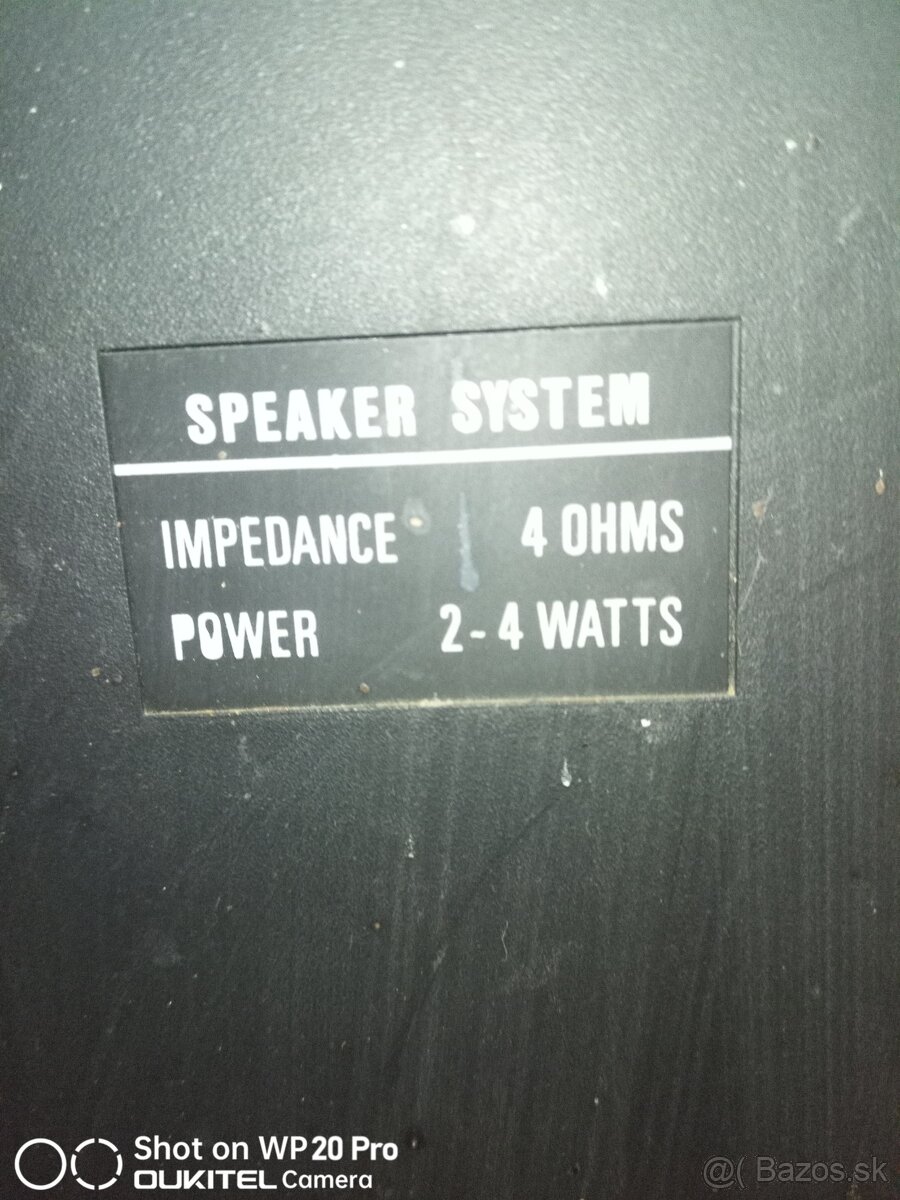 SPEAKER SYSTEM
IMPEDANCE 4 OHMS
POWER 2-4 WATTS
Shot on WP20 Pro
OUKITEL Camera
@( Bazos.sk